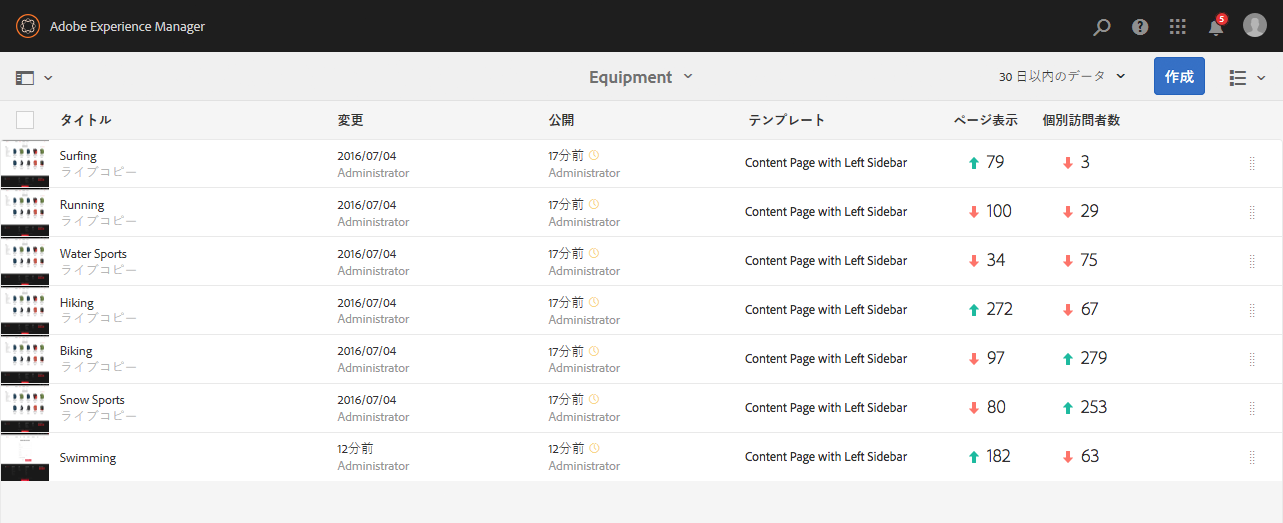 Adobe Experience Manager
5
Equipment
30 日以内のデータ
作成
タイトル 変更 公開 テンプレート ページ表示 個別訪問者数
Surfing 2016/07/04 17分前 Content Page with Left Sidebar 79 3
ライブコピー Administrator Administrator
Running 2016/07/04 17分前 Content Page with Left Sidebar 100 29
ライブコピー Administrator Administrator
Water Sports 2016/07/04 17分前 Content Page with Left Sidebar 34 75
ライブコピー Administrator Administrator
Hiking 2016/07/04 17分前 Content Page with Left Sidebar 272 67
ライブコピー Administrator Administrator
Biking 2016/07/04 17分前 Content Page with Left Sidebar 97 279
ライブコピー Administrator Administrator
Snow Sports 2016/07/04 17分前 Content Page with Left Sidebar 80 253
ライブコピー Administrator Administrator
Swimming 12分前 12分前 Content Page with Left Sidebar 182 63
Administrator Administrator